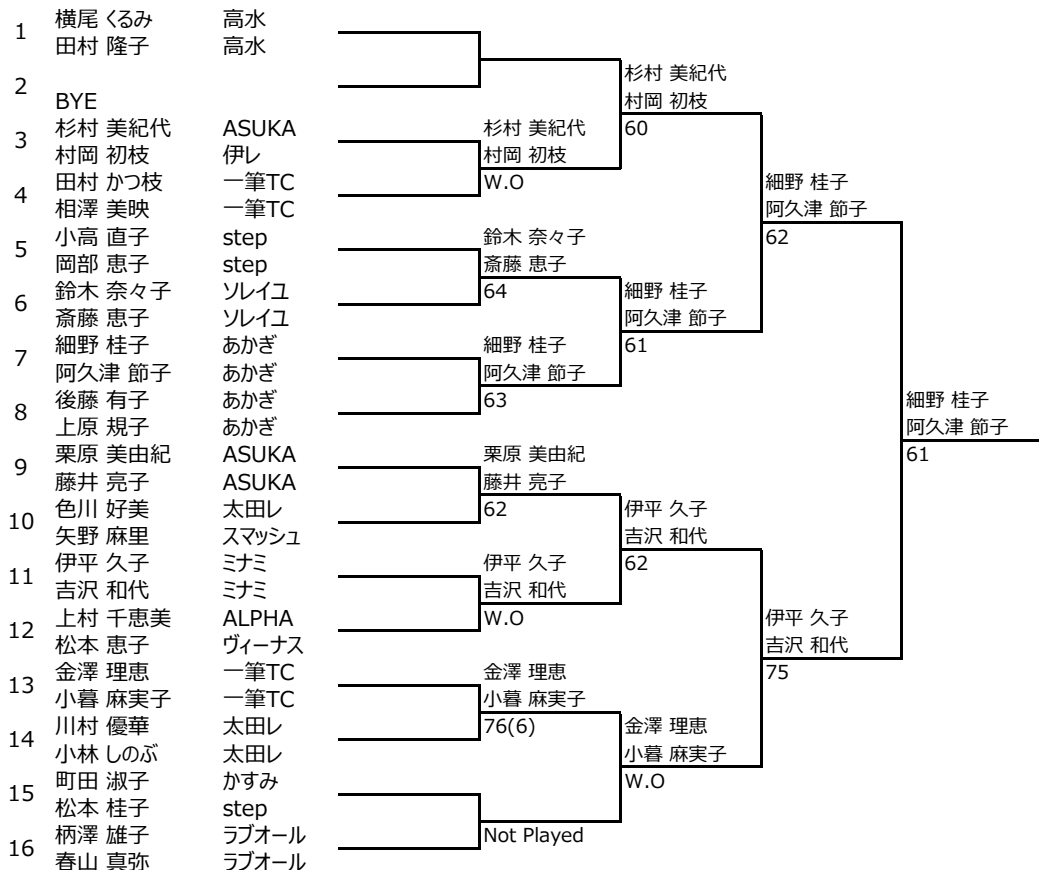 1
横尾 くるみ 高水
田村 隆子 高水
2
BYE
3
杉村 美紀代 ASUKA
村岡 初枝 伊レ
4
田村 かつ枝 一筆TC
相澤 美映 一筆TC
5
小高 直子 step
岡部 恵子 step
6
鈴木 奈々子 ソレイユ
斎藤 恵子 ソレイユ
7
細野 桂子 あかぎ
阿久津 節子 あかぎ
8
後藤 有子 あかぎ
上原 規子 あかぎ
9
栗原 美由紀 ASUKA
藤井 亮子 ASUKA
10
色川 好美 太田レ
矢野 麻里 スマッシュ
11
伊平 久子 ミナミ
吉沢 和代 ミナミ
12
上村 千恵美 ALPHA
松本 恵子 ヴィーナス
13
金澤 理恵 一筆TC
小暮 麻実子 一筆TC
14
川村 優華 太田レ
小林 しのぶ 太田レ
15
町田 淑子 かすみ
松本 桂子 step
16
柄澤 雄子 ラブオール
春山 真弥 ラブオール
杉村 美紀代
村岡 初枝
W.O
鈴木 奈々子
斎藤 恵子
64
細野 桂子
阿久津 節子
63
栗原 美由紀
藤井 亮子
62
伊平 久子
吉沢 和代
W.O
金澤 理恵
小暮 麻実子
76(6)
Not Played
杉村 美紀代
村岡 初枝
60
細野 桂子
阿久津 節子
61
伊平 久子
吉沢 和代
62
金澤 理恵
小暮 麻実子
W.O
細野 桂子
阿久津 節子
62
伊平 久子
吉沢 和代
75
細野 桂子
阿久津 節子
61